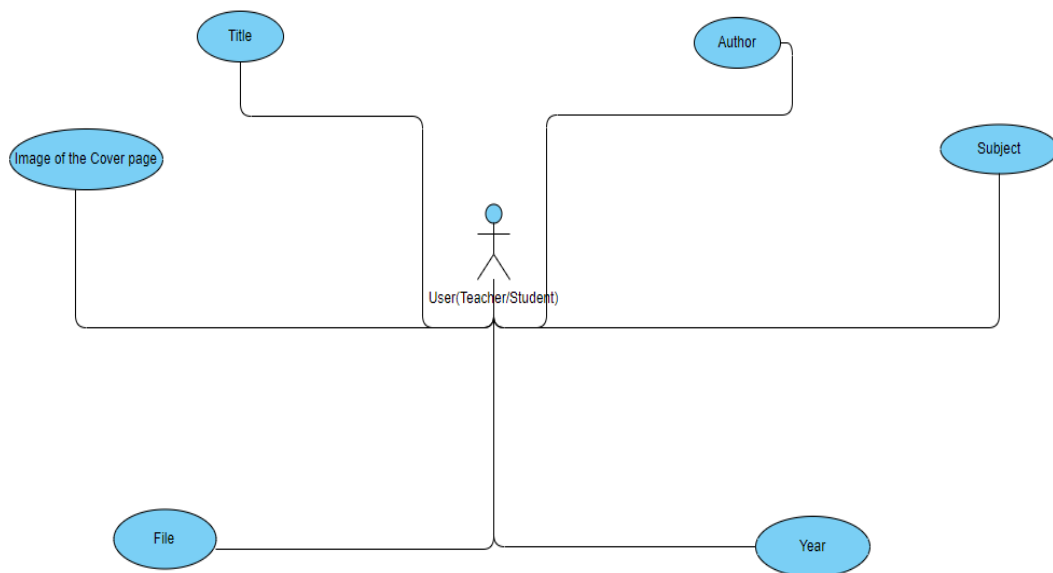 Title
Author
Image of the Cover page
Subject
User(Teacher/Student)
File
Year